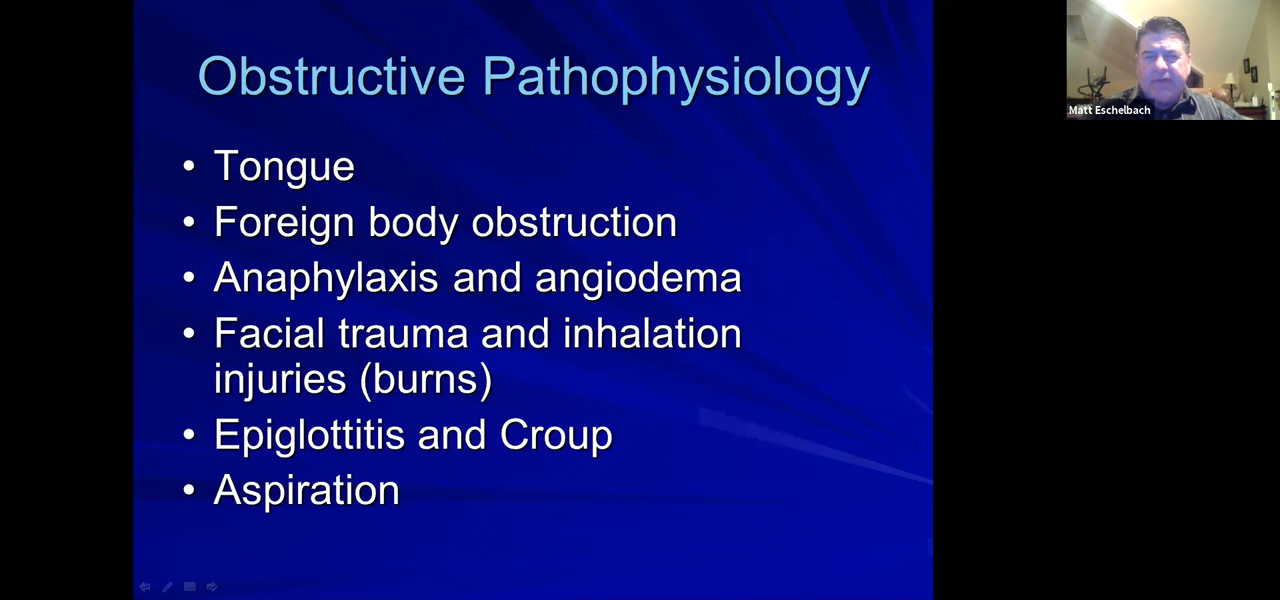 Obstructive Pathophysiology
• Tongue
• Foreign body obstruction
• Anaphylaxis and angiodema
• Facial trauma and inhalation
injuries (burns)
• Epiglottitis and Croup
• Aspiration
Matt Eschelbach